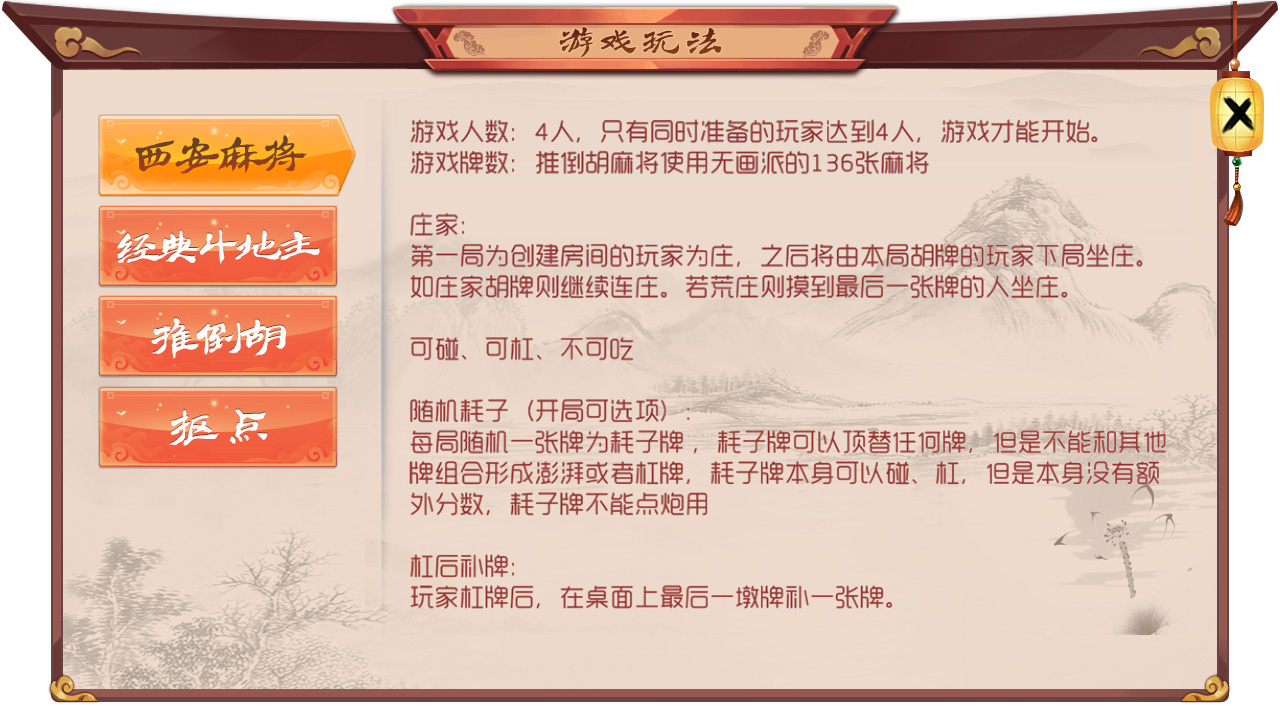 游戏玩法
西安麻将
经典斗地主
推倒胡
抠点
游戏人数：4人，只有同时准备的玩家达到4人，游戏才能开始。
游戏牌数：推倒胡麻将使用无画派的136张麻将
庄家：
第一局为创建房间的玩家为庄，之后将由本局胡牌的玩家下局坐庄。
如庄家胡牌则继续连庄。若荒庄则摸到最后一张牌的人坐庄。
可碰、可杠、不可吃
随机耗子（开局可选项）：
每局随机一张牌为耗子牌，耗子牌可以顶替任何牌，但是不能和其他
牌组合形成澎湃或者杠牌，耗子牌本身可以碰、杠，但是本身没有额
外分数，耗子牌不能点炮用
杠后补牌：
玩家杠牌后，在桌面上最后一墩牌补一张牌。